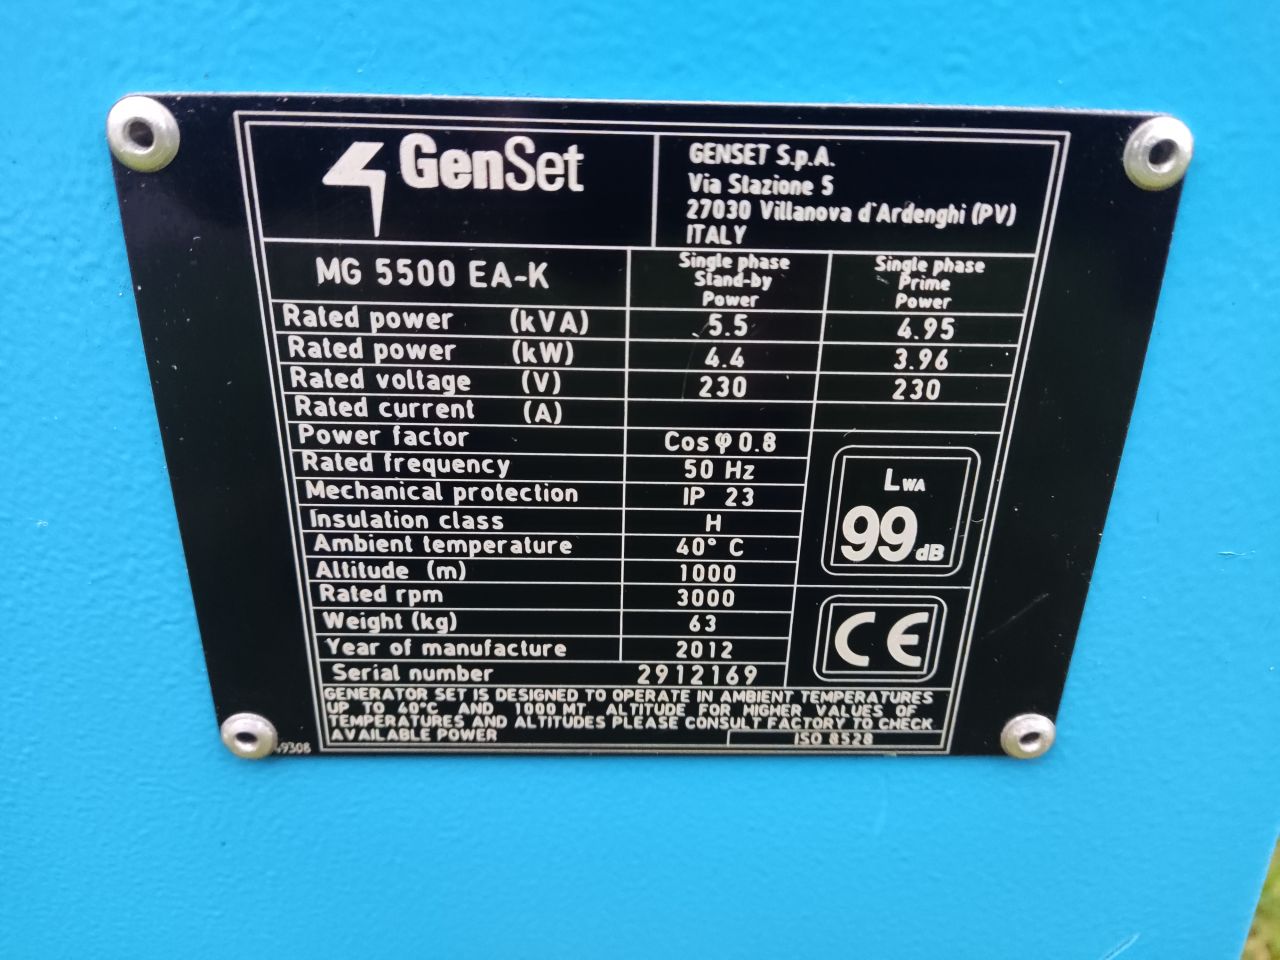 GenSet
GENSET S.p.A.
Via Stazione 5
27030 Villanova d'Ardenghi (PV)
ITALY
MG 5500 EA-K
Single phase
Stand-by
Power
Single phase
Prime
Power
Rated power (kVA) 5.5 4.95
Rated power (kW) 4.4 3.96
Rated voltage (V) 230 230
Rated current (A)
Power factor Cos φ 0.8
Rated frequency 50 Hz
Mechanical protection IP 23
Insulation class H
Ambient temperature 40° C
Altitude (m) 1000
Rated rpm 3000
Weight (kg) 63
Year of manufacture 2012
Serial number 2912169
LWA
99 dB
CE
GENERATOR SET IS DESIGNED TO OPERATE IN AMBIENT TEMPERATURES
UP TO 40°C AND 1000 MT. ALTITUDE FOR HIGHER VALUES OF
TEMPERATURES AND ALTITUDES PLEASE CONSULT FACTORY TO CHECK
AVAILABLE POWER
ISO 8528